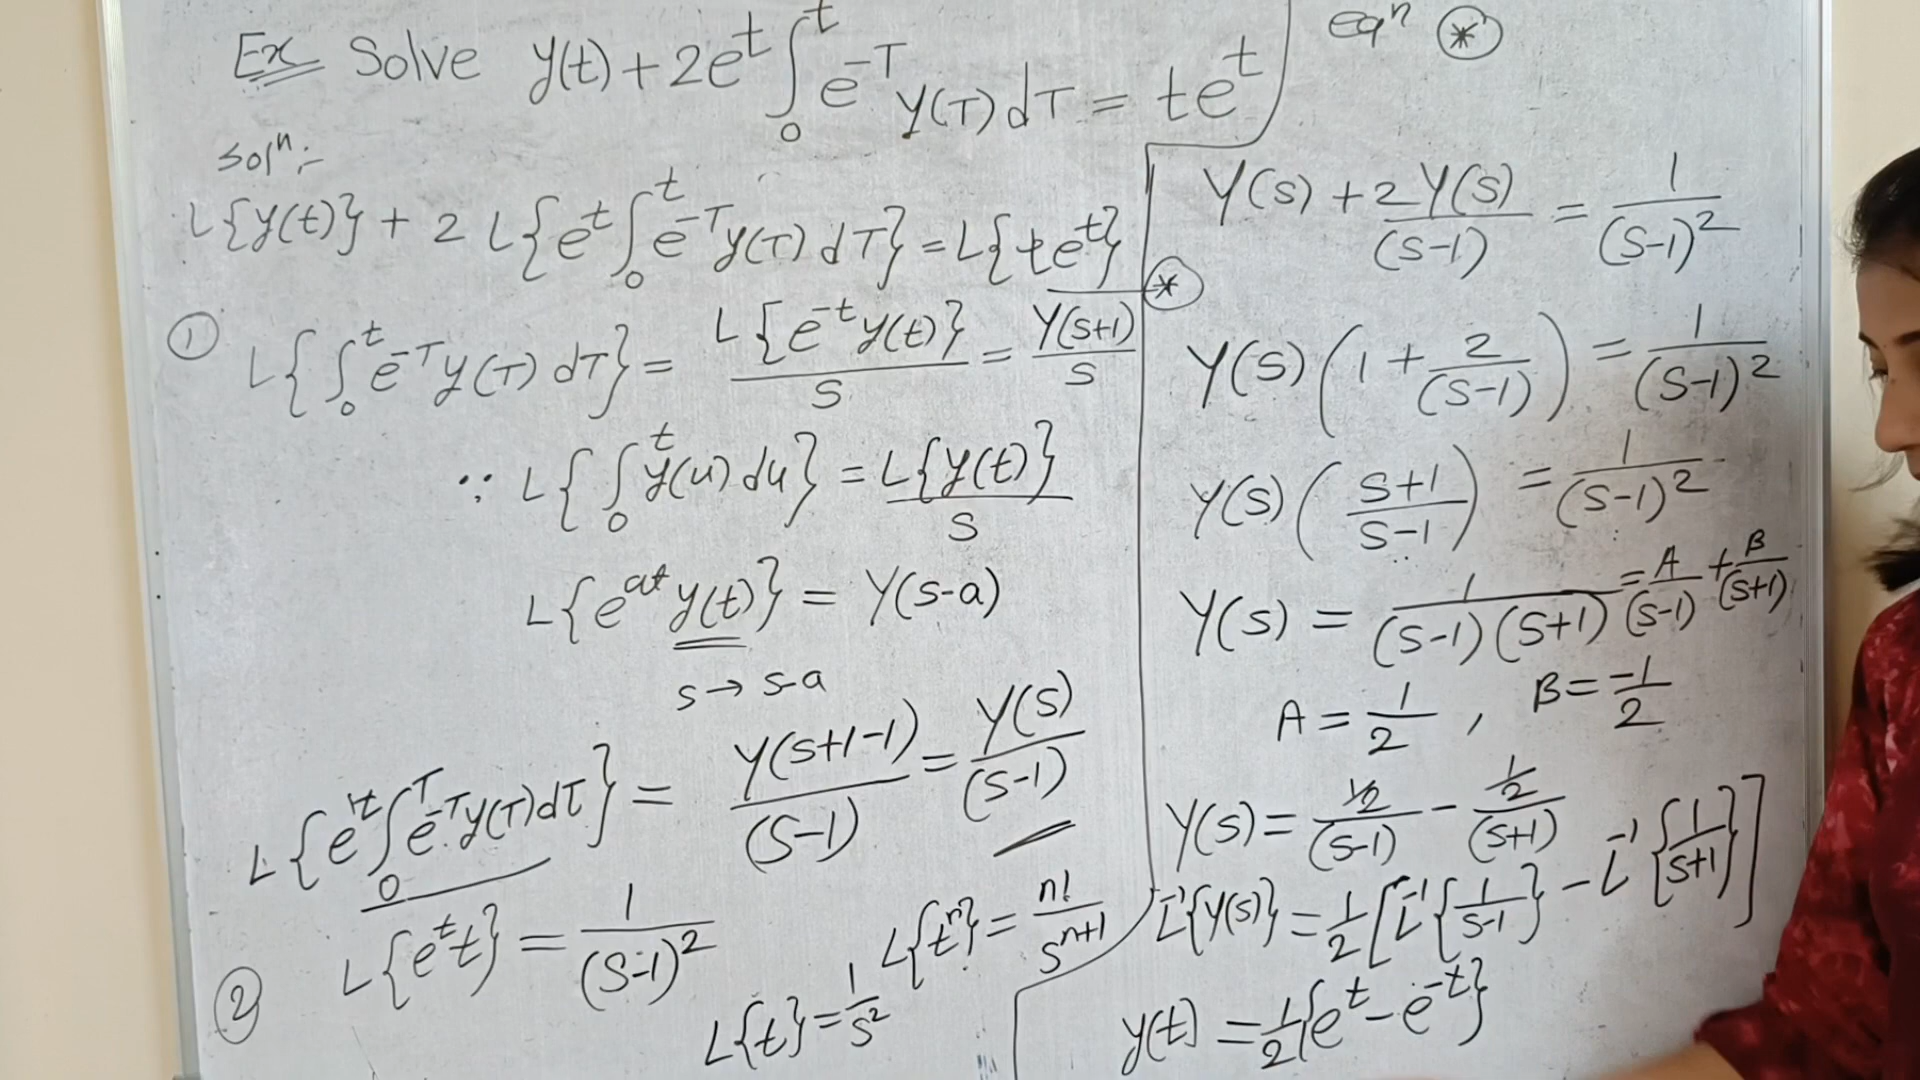 Ex Solve y(t) + 2e^t ∫_0^t e^{-T} y(T) dT = te^t
Solⁿ:-
L{y(t)} + 2 L{e^t ∫_0^t e^{-T} y(T) dT} = L{te^t}
*
① L{∫_0^t e^{-T} y(T) dT} = L{e^{-t} y(t)}/S = Y(S+1)/S
∵ L{∫_0^t y(u) du} = L{y(t)}/S
L{e^{at} y(t)} = Y(s-a)
s → s-a
L{e^{1t} ∫_0^T e^{-T} y(T) dT} = Y(S+1-1)/(S-1) = Y(S)/(S-1)
② L{e^t t} = 1/(S-1)^2
L{t^n} = n!/s^{n+1}
L{t} = 1/s^2
eqⁿ *
Y(S) + 2Y(S)/(S-1) = 1/(S-1)^2
Y(S) (1 + 2/(S-1)) = 1/(S-1)^2
Y(S) (S+1/S-1) = 1/(S-1)^2
Y(S) = 1/(S-1)(S+1) = A/(S-1) + B/(S+1)
A = 1/2 , B = -1/2
Y(S) = 1/2/(S-1) - 1/2/(S+1)
L^{-1}{Y(S)} = 1/2 [L^{-1}{1/S-1} - L^{-1}{1/S+1}]
y(t) = 1/2 {e^t - e^{-t}}